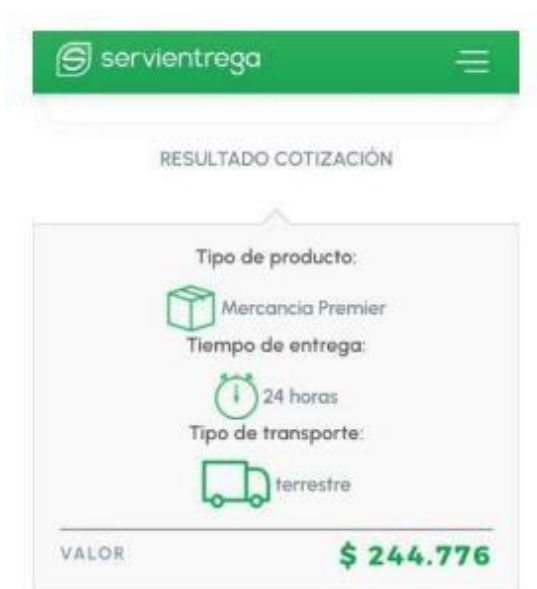 servientrega
RESULTADO COTIZACIÓN
Tipo de producto:
Mercancia Premier
Tiempo de entrega:
24 horas
Tipo de transporte:
terrestre
VALOR $ 244.776